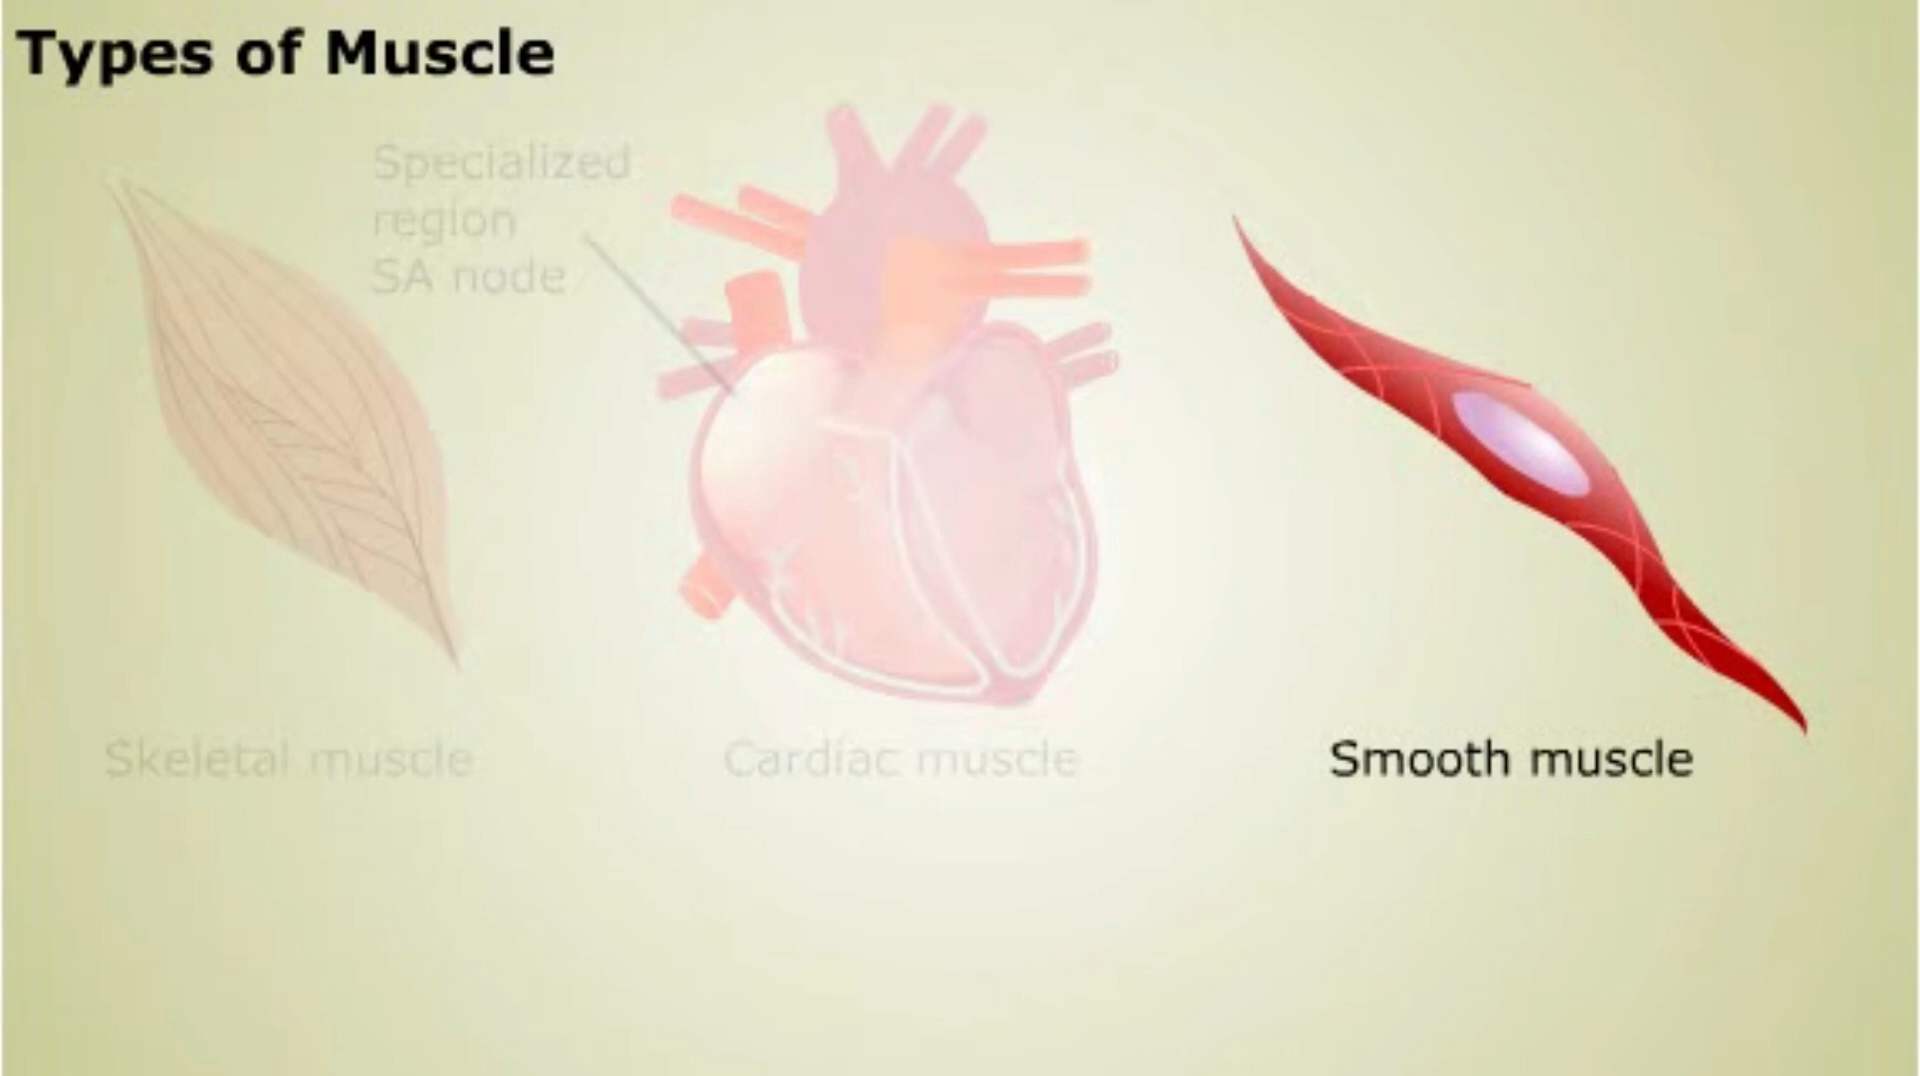 Types of Muscle
Specialized
region
SA node
Skeletal muscle
Cardiac muscle
Smooth muscle